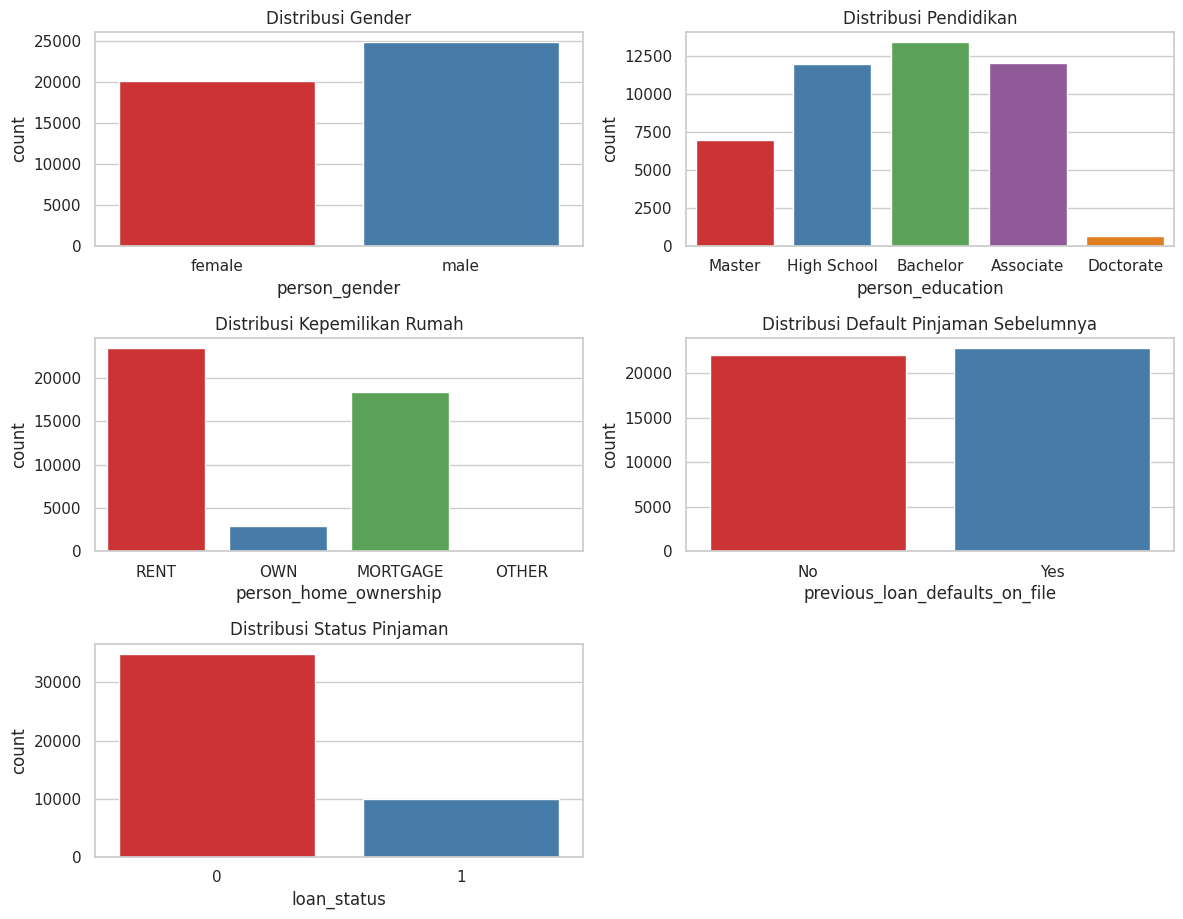 Distribusi Gender
25000
20000
15000
10000
5000
0
count
female male
person_gender
Distribusi Pendidikan
12500
10000
7500
5000
2500
0
count
Master High School Bachelor Associate Doctorate
person_education
Distribusi Kepemilikan Rumah
20000
15000
10000
5000
0
count
RENT OWN MORTGAGE OTHER
person_home_ownership
Distribusi Default Pinjaman Sebelumnya
20000
15000
10000
5000
0
count
No Yes
previous_loan_defaults_on_file
Distribusi Status Pinjaman
30000
20000
10000
0
count
0 1
loan_status